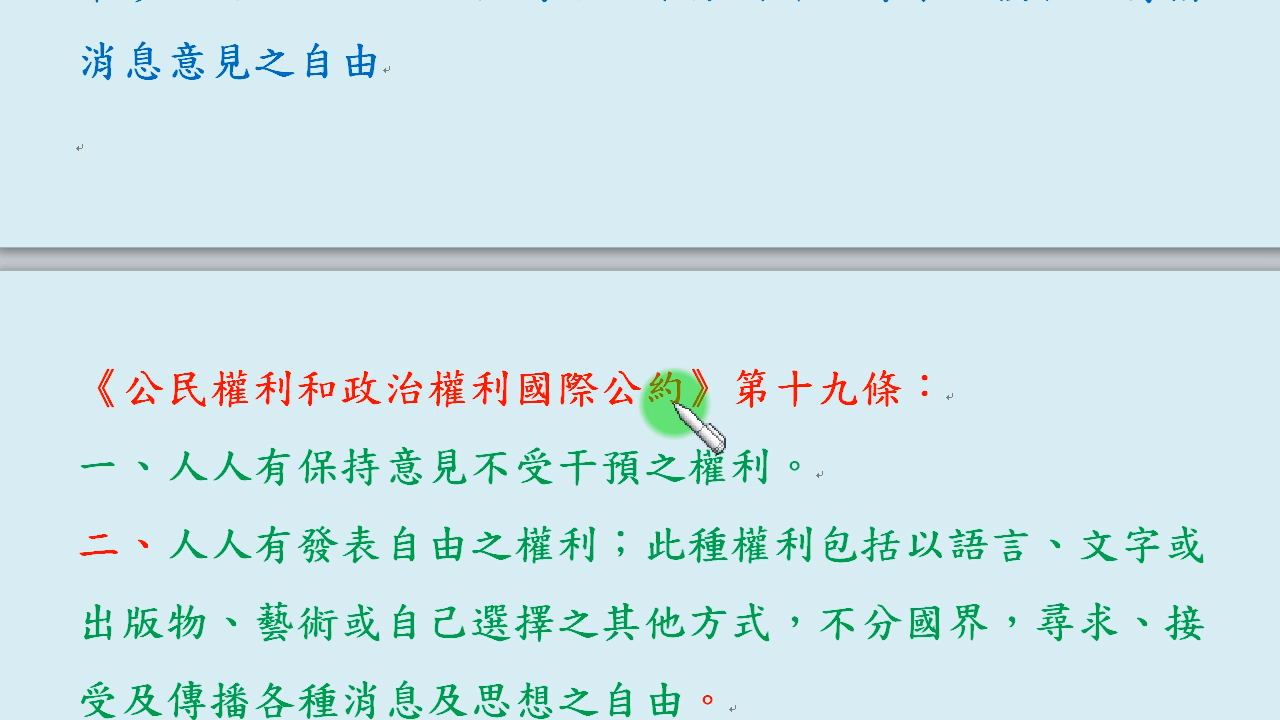 消息意見之自由
《公民權利和政治權利國際公約》第十九條：
一、人人有保持意見不受干預之權利。
二、人人有發表自由之權利；此種權利包括以語言、文字或
出版物、藝術或自己選擇之其他方式，不分國界，尋求、接
受及傳播各種消息及思想之自由。